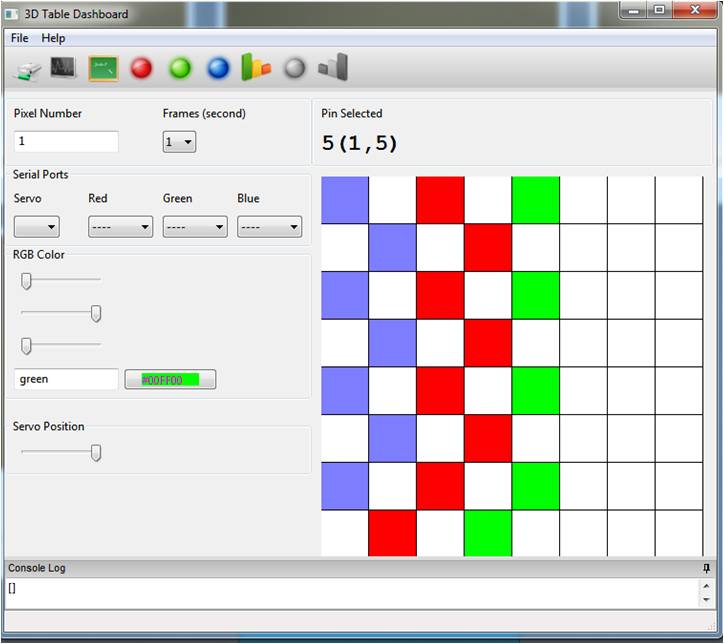 3D Table Dashboard
File Help
Pixel Number Frames (second) Pin Selected
1 1 5(1,5)
Serial Ports
Servo Red Green Blue
---- ---- ----
RGB Color
green #00FF00
Servo Position
Console Log
[]